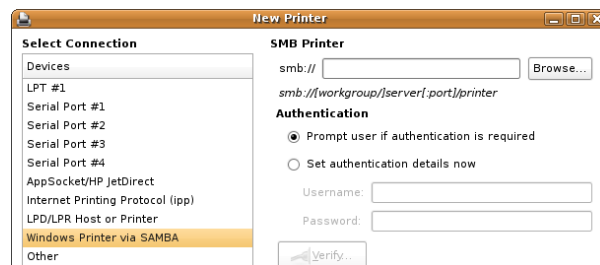 New Printer
Select Connection
Devices
LPT #1
Serial Port #1
Serial Port #2
Serial Port #3
Serial Port #4
AppSocket/HP JetDirect
Internet Printing Protocol (ipp)
LPD/LPR Host or Printer
Windows Printer via SAMBA
Other
SMB Printer
smb://
Browse...
smb://[workgroup/]server[:port]/printer
Authentication
Prompt user if authentication is required
Set authentication details now
Username:
Password:
Verify...